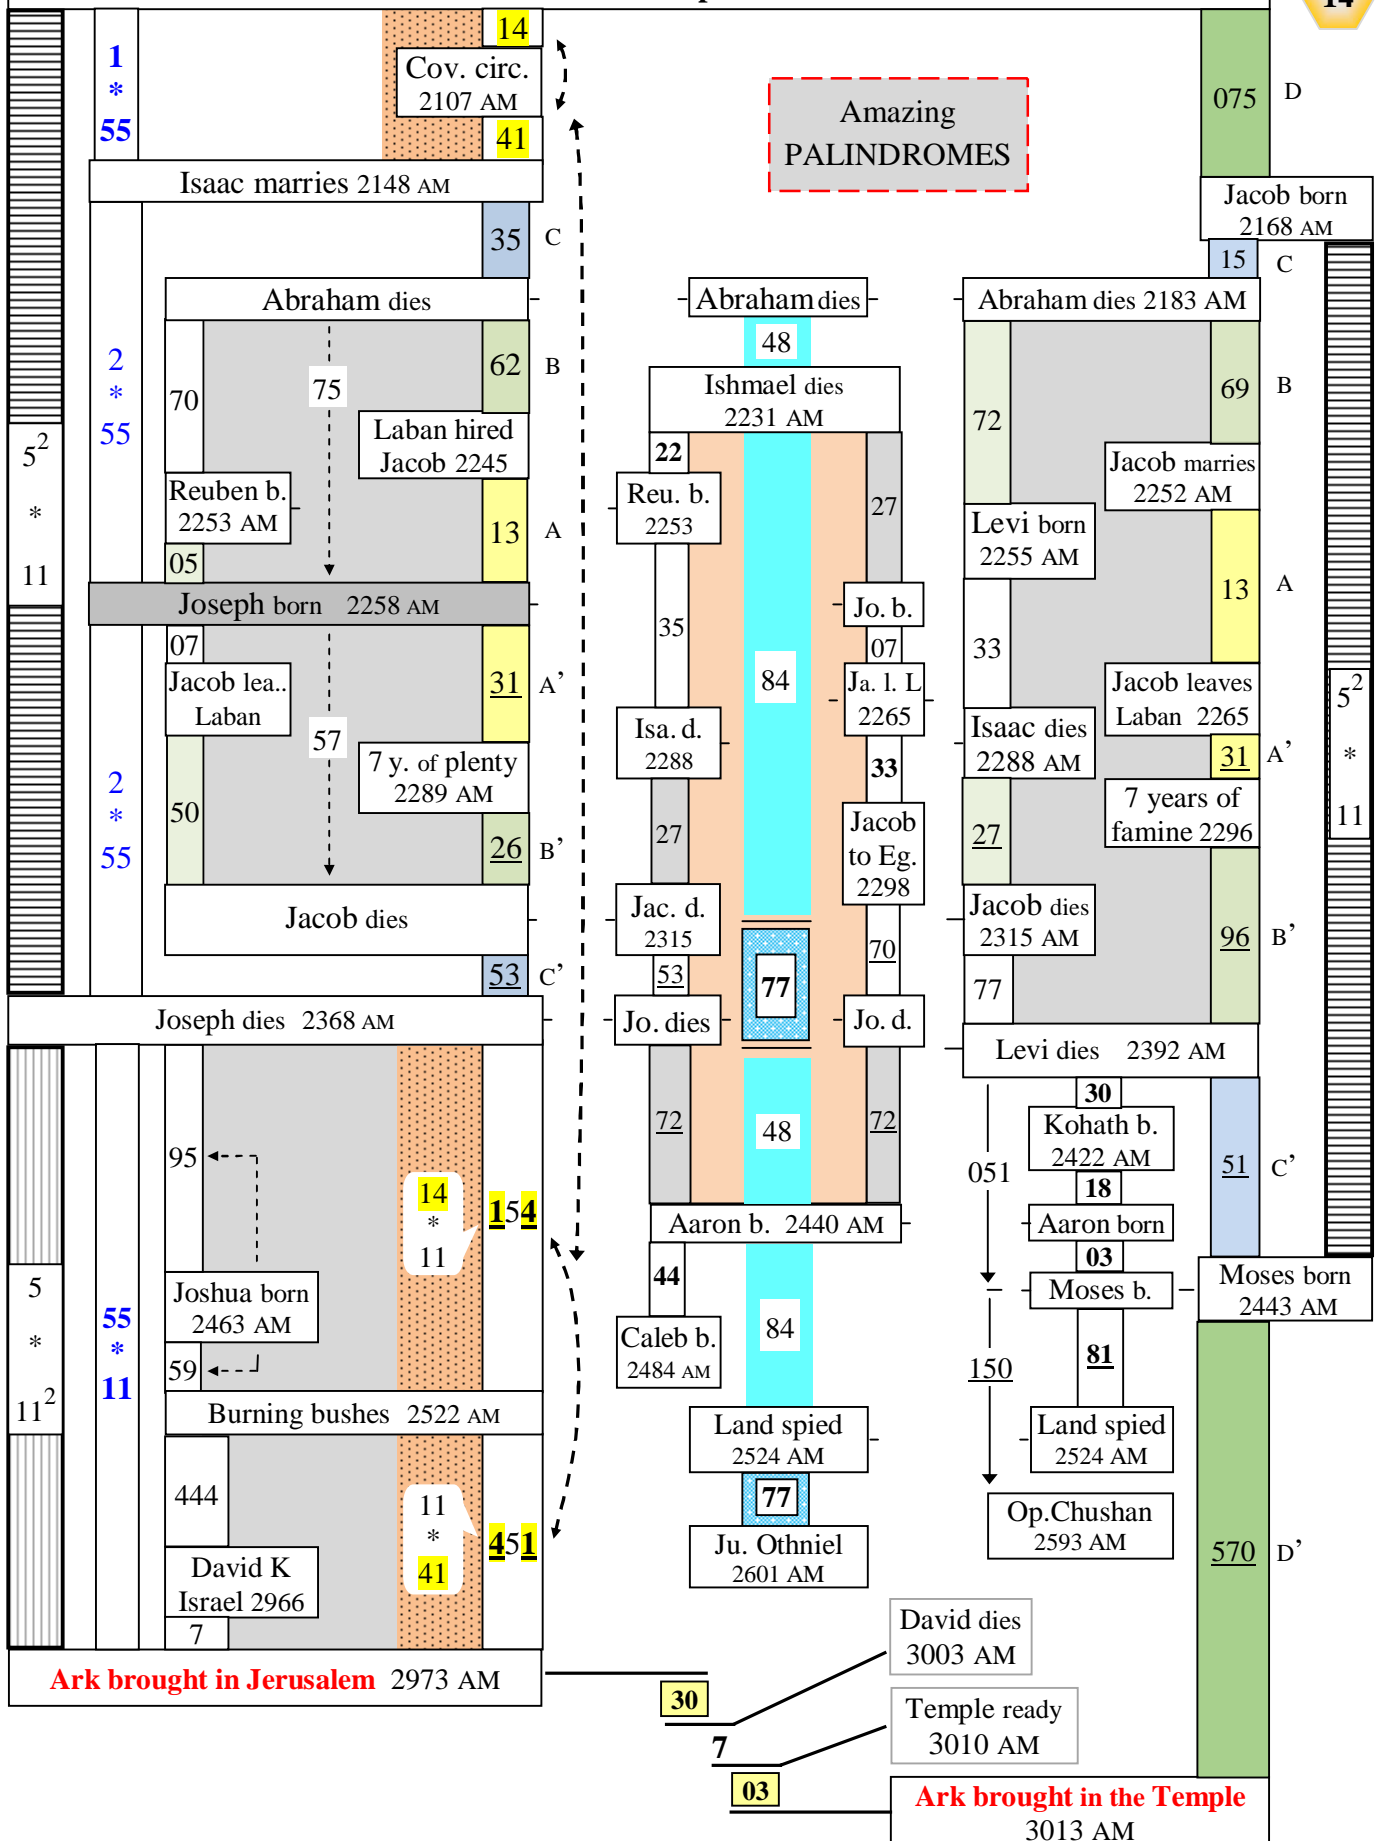 14
1
*
55
14
Cov. circ.
2107 AM
41
Isaac marries 2148 AM
Amazing
PALINDROMES
075 D
Jacob born
2168 AM
35 C
15 C
Abraham dies
Abraham dies
Abraham dies 2183 AM
2
*
55
70
75
62 B
Laban hired
Jacob 2245
Reuben b.
2253 AM
05
13 A
5²
*
11
Joseph born 2258 AM
07
Jacob lea..
Laban
50
57
31 A’
7 y. of plenty
2289 AM
26 B’
2
*
55
Jacob dies
53 C’
Joseph dies 2368 AM
48
Ishmael dies
2231 AM
22
Reu. b.
2253
35
Isa. d.
2288
27
Jac. d.
2315
53
Jo. dies
72
84
77
48
27
Jo. b.
07
Ja. l. L
2265
33
Jacob
to Eg.
2298
70
Jo. d.
72
Aaron b. 2440 AM
44
Caleb b.
2484 AM
84
Land spied
2524 AM
77
Ju. Othniel
2601 AM
72
Levi born
2255 AM
33
Isaac dies
2288 AM
27
Jacob dies
2315 AM
77
69 B
Jacob marries
2252 AM
13 A
Jacob leaves
Laban 2265
31 A’
7 years of
famine 2296
96 B’
5²
*
11
Levi dies 2392 AM
051
150
30
Kohath b.
2422 AM
18
Aaron born
03
Moses b.
81
Land spied
2524 AM
Op.Chushan
2593 AM
51 C’
Moses born
2443 AM
570 D’
5
*
11²
55
*
11
95
Joshua born
2463 AM
59
14
*
11
154
Burning bushes 2522 AM
444
David K
Israel 2966
7
11
*
41
451
Ark brought in Jerusalem 2973 AM
30
David dies
3003 AM
7
Temple ready
3010 AM
03
Ark brought in the Temple
3013 AM